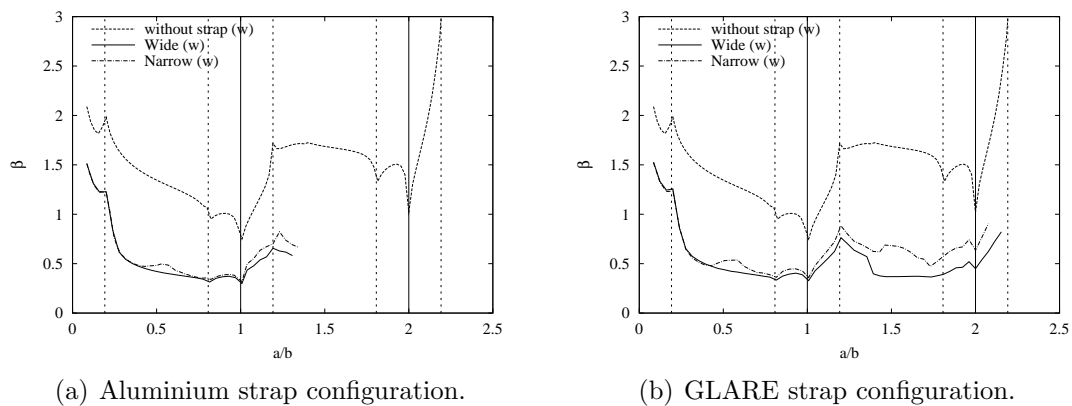 3
2.5
2
1.5
1
0.5
0
β
without strap (w)
Wide (w)
Narrow (w)
0 0.5 1 1.5 2 2.5
a/b
(a) Aluminium strap configuration.
3
2.5
2
1.5
1
0.5
0
β
without strap (w)
Wide (w)
Narrow (w)
0 0.5 1 1.5 2 2.5
a/b
(b) GLARE strap configuration.